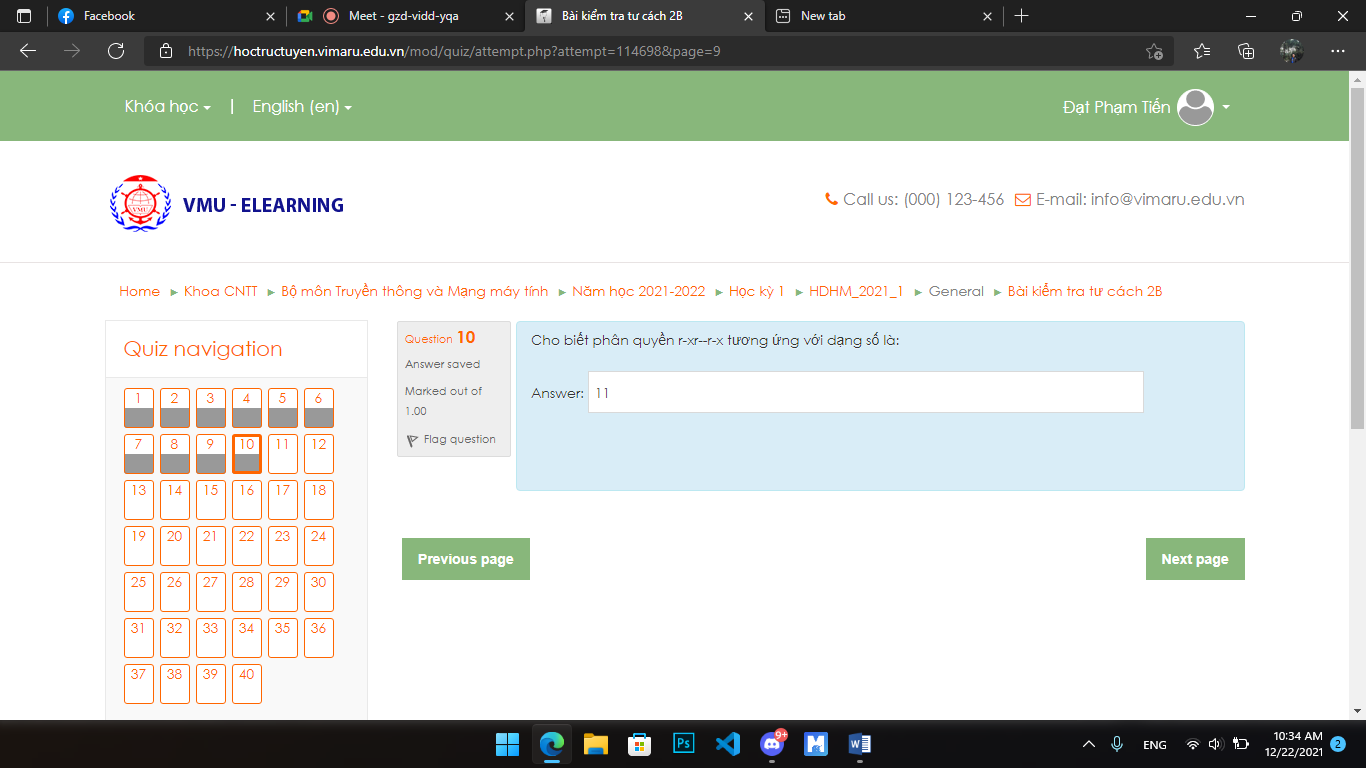 Facebook
Meet - gzd-vidd-yqa
Bài kiểm tra tư cách 2B
New tab
https://hoctructuyen.vimaru.edu.vn/mod/quiz/attempt.php?attempt=114698&page=9
Khóa học | English (en)
Đạt Phạm Tiến
VMU - ELEARNING
Call us: (000) 123-456 E-mail: info@vimaru.edu.vn
Home ► Khoa CNTT ► Bộ môn Truyền thông và Mạng máy tính ► Năm học 2021-2022 ► Học kỳ 1 ► HDHM_2021_1 ► General ► Bài kiểm tra tư cách 2B
Quiz navigation
1 2 3 4 5 6
7 8 9 10 11 12
13 14 15 16 17 18
19 20 21 22 23 24
25 26 27 28 29 30
31 32 33 34 35 36
37 38 39 40
Question 10
Answer saved
Marked out of
1.00
Flag question
Cho biết phân quyền r-xr--r-x tương ứng với dạng số là:
Answer: 11
Previous page
Next page
Ps
9+
ENG
10:34 AM
12/22/2021
2